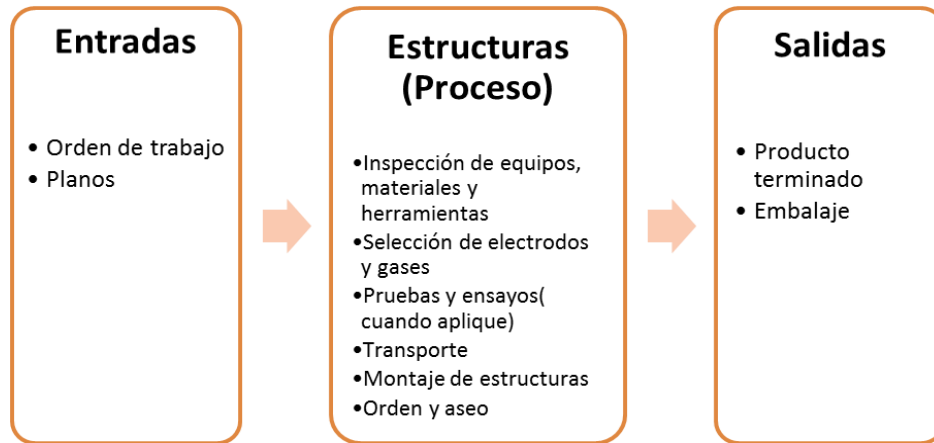 Entradas
• Orden de trabajo
• Planos
Estructuras
(Proceso)
•Inspección de equipos,
materiales y
herramientas
•Selección de electrodos
y gases
•Pruebas y ensayos(
cuando aplique)
•Transporte
•Montaje de estructuras
•Orden y aseo
Salidas
• Producto
terminado
• Embalaje